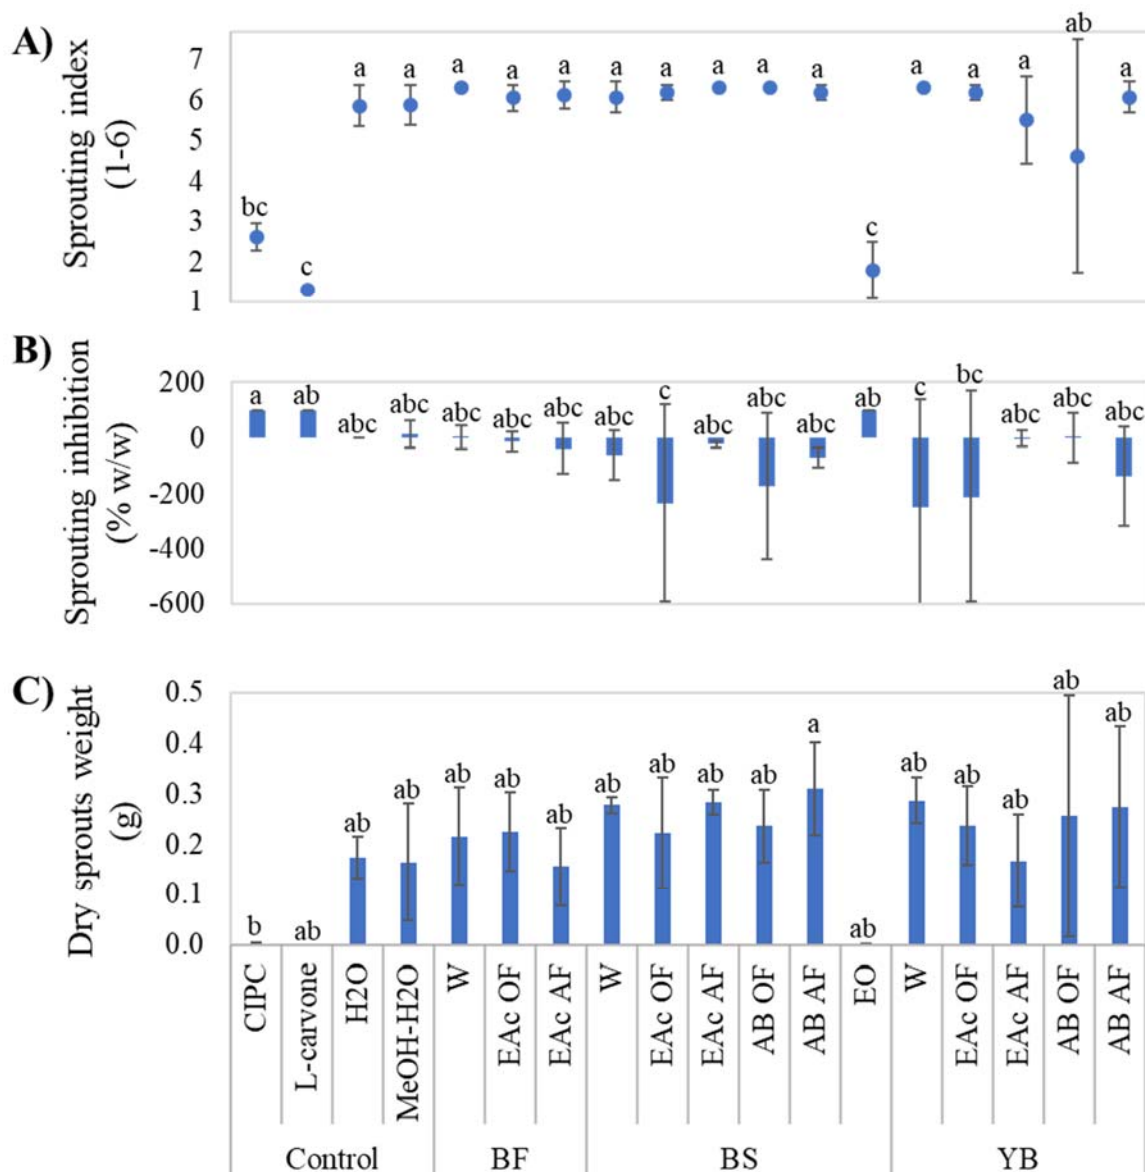 A)
Sprouting index
(1-6)
7
6
5
4
3
2
1
bc
c
a
a
a
a
a
a
a
a
a
a
c
a
a
a
ab
a
B)
Sprouting inhibition
(% w/w)
200
0
-200
-400
-600
a
ab
abc
abc
abc
abc
abc
abc
c
abc
abc
abc
ab
c
bc
abc
abc
abc
C)
Dry sprouts weight
(g)
0.5
0.4
0.3
0.2
0.1
0.0
b
ab
ab
ab
ab
ab
ab
ab
ab
ab
ab
a
ab
ab
ab
ab
ab
ab
CIPC
L-carvone
H2O
MeOH-H2O
W
EAc OF
EAc AF
W
EAc OF
EAc AF
AB OF
AB AF
EO
W
EAc OF
EAc AF
AB OF
AB AF
Control
BF
BS
YB